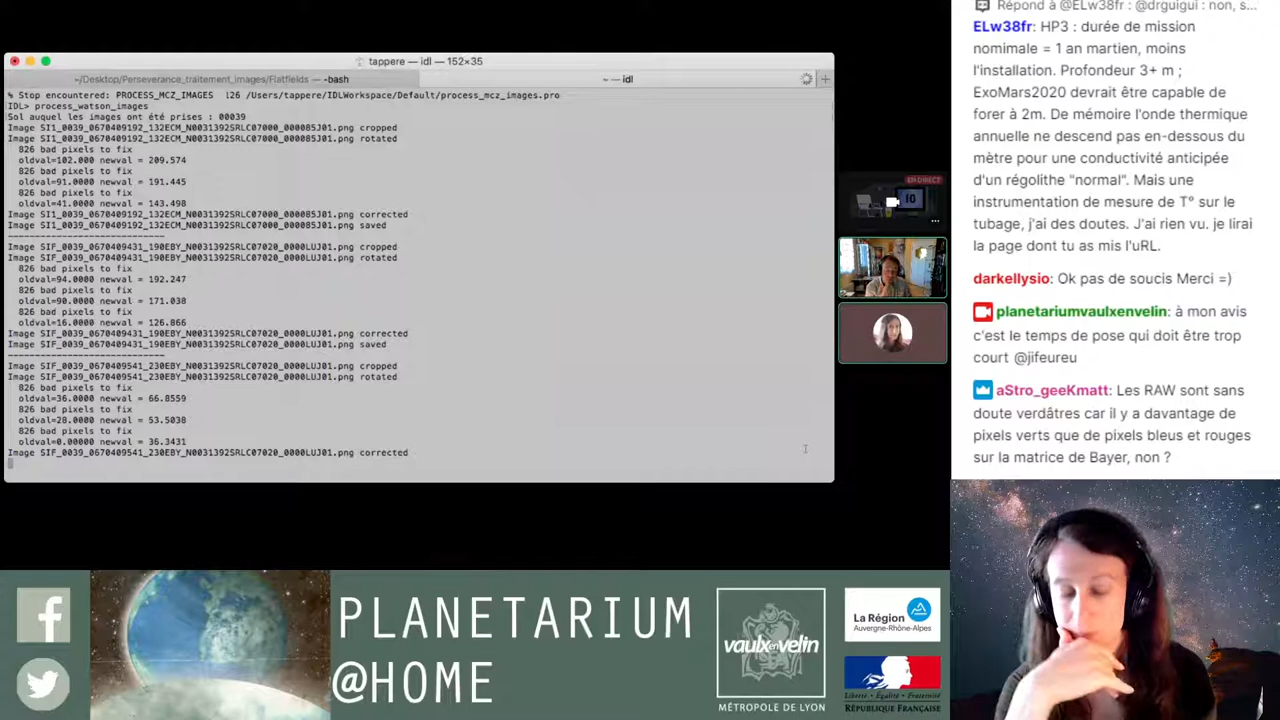 tappere — idl — 152×35
~/Desktop/Perseverance_traitement_images/Flatfields — -bash
~ — idl
% Stop encountered: PROCESS_MCZ_IMAGES 126 /Users/tappere/IDLWorkspace/Default/process_mcz_images.pro
IDL> process_watson_images
Sol auquel les images ont été prises : 00039
Image SI1_0039_0670409192_132ECM_N0031392SRLC07000_000085J01.png cropped
Image SI1_0039_0670409192_132ECM_N0031392SRLC07000_000085J01.png rotated
826 bad pixels to fix
oldval=102.000 newval = 209.574
826 bad pixels to fix
oldval=91.0000 newval = 191.445
826 bad pixels to fix
oldval=41.0000 newval = 143.498
Image SI1_0039_0670409192_132ECM_N0031392SRLC07000_000085J01.png corrected
Image SI1_0039_0670409192_132ECM_N0031392SRLC07000_000085J01.png saved
-----------------------------
Image SIF_0039_0670409431_190EBY_N0031392SRLC07020_0000LUJ01.png cropped
Image SIF_0039_0670409431_190EBY_N0031392SRLC07020_0000LUJ01.png rotated
826 bad pixels to fix
oldval=94.0000 newval = 192.247
826 bad pixels to fix
oldval=90.0000 newval = 171.038
826 bad pixels to fix
oldval=16.0000 newval = 126.866
Image SIF_0039_0670409431_190EBY_N0031392SRLC07020_0000LUJ01.png corrected
Image SIF_0039_0670409431_190EBY_N0031392SRLC07020_0000LUJ01.png saved
-----------------------------
Image SIF_0039_0670409541_230EBY_N0031392SRLC07020_0000LUJ01.png cropped
Image SIF_0039_0670409541_230EBY_N0031392SRLC07020_0000LUJ01.png rotated
826 bad pixels to fix
oldval=36.0000 newval = 66.8559
826 bad pixels to fix
oldval=28.0000 newval = 53.5038
826 bad pixels to fix
oldval=0.00000 newval = 36.3431
Image SIF_0039_0670409541_230EBY_N0031392SRLC07020_0000LUJ01.png corrected
EN DIRECT
10
Répond à @ELw38fr : @drguigui : non, s...
ELw38fr: HP3 : durée de mission
nomimale = 1 an martien, moins
l'installation. Profondeur 3+ m ;
ExoMars2020 devrait être capable de
forer à 2m. De mémoire l'onde thermique
annuelle ne descend pas en-dessous du
mètre pour une conductivité anticipée
d'un régolithe "normal". Mais une
instrumentation de mesure de T° sur le
tubage, j'ai des doutes. J'ai rien vu, je lirai
la page dont tu as mis l'uRL.
darkellysio: Ok pas de soucis Merci =)
planetariumvaulxenvelin: à mon avis
c'est le temps de pose qui doit être trop
court @jifeureu
aStro_geeKmatt: Les RAW sont sans
doute verdâtres car il y a davantage de
pixels verts que de pixels bleus et rouges
sur la matrice de Bayer, non ?
PLANETARIUM
@HOME
vaulxenvelin
MÉTROPOLE DE LYON
La Région
Auvergne-Rhône-Alpes
Liberté • Égalité • Fraternité
RÉPUBLIQUE FRANÇAISE